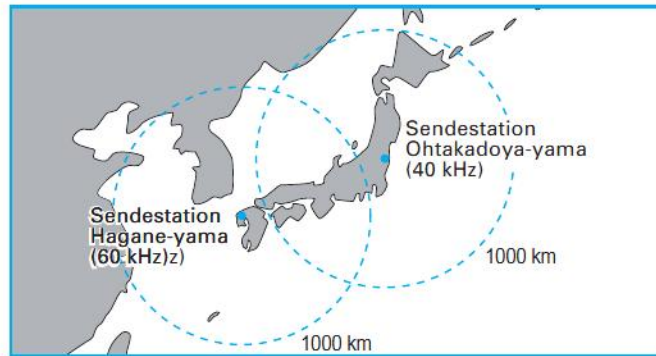 Sendestation
Ohtakadoya-yama
(40 kHz)
Sendestation
Hagane-yama
(60 kHz)z)
1000 km
1000 km